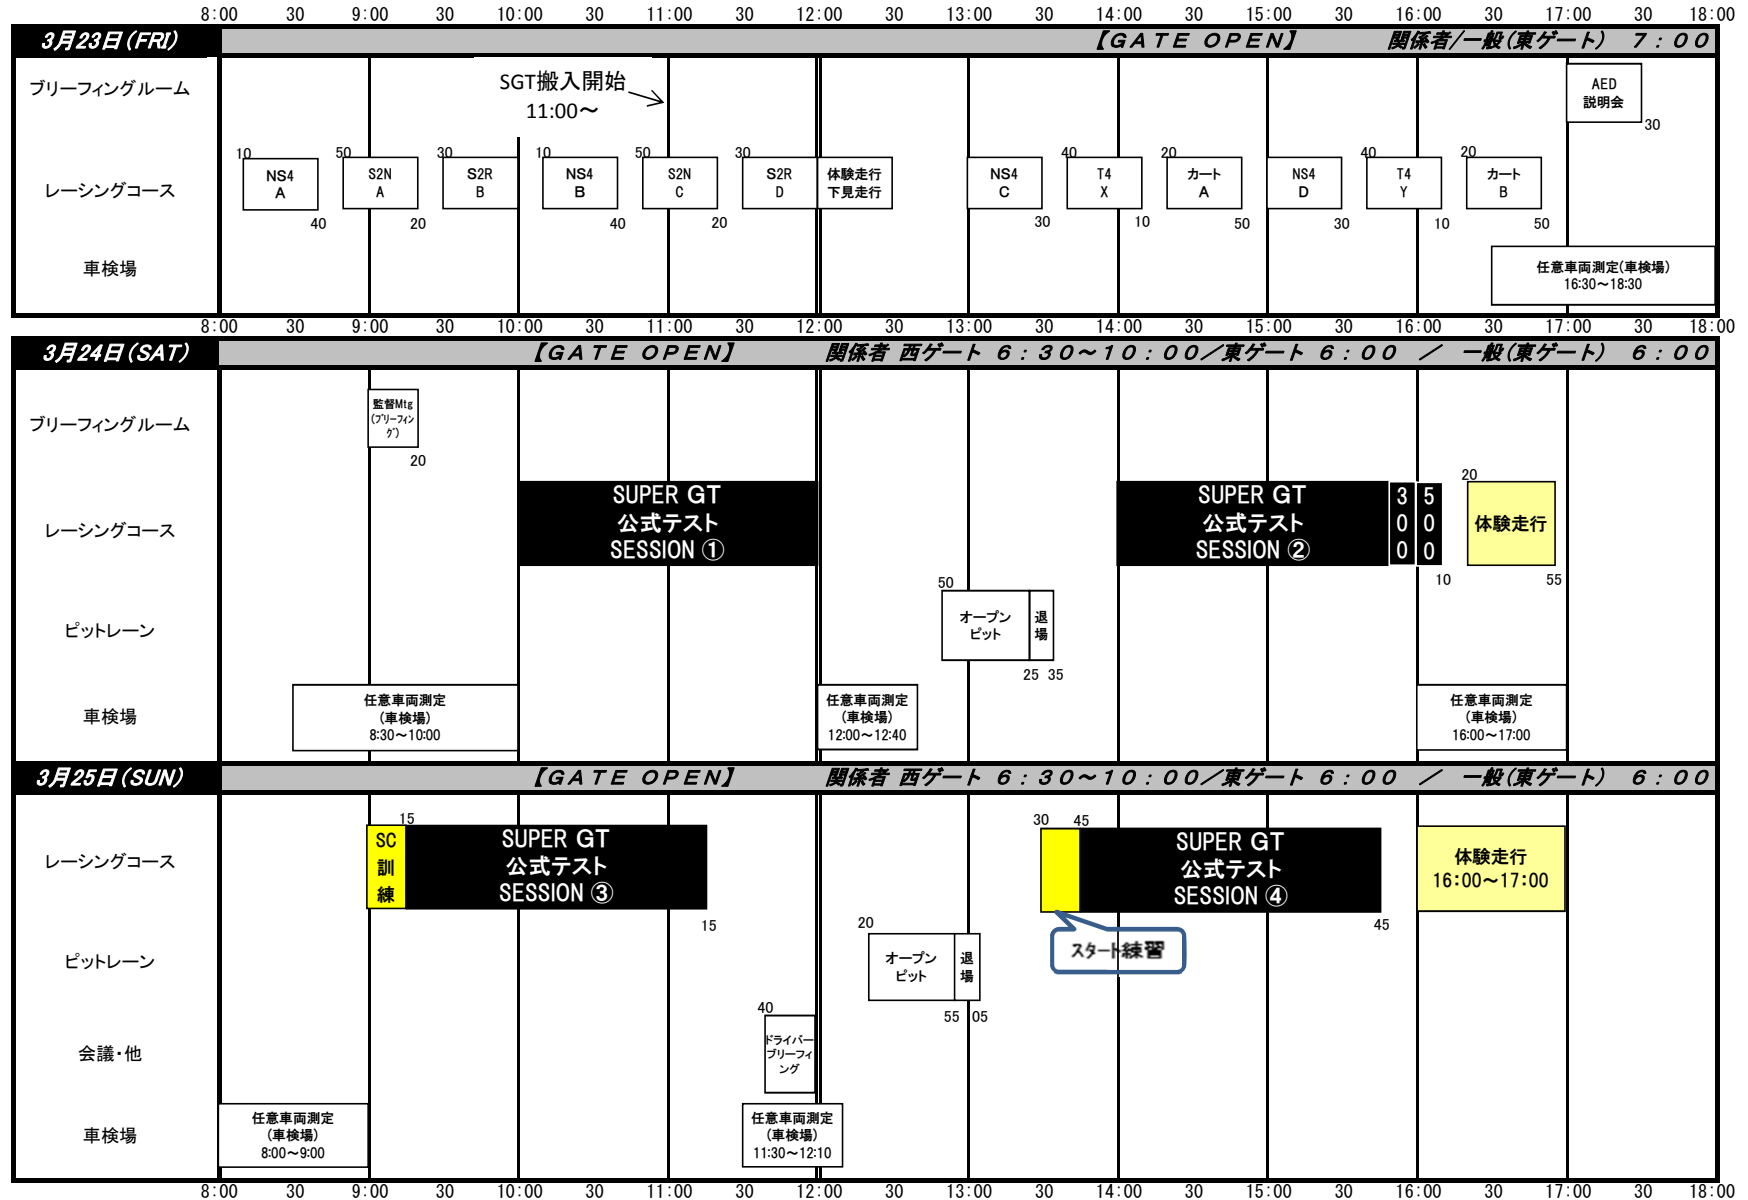 8:00 30 9:00 30 10:00 30 11:00 30 12:00 30 13:00 30 14:00 30 15:00 30 16:00 30 17:00 30 18:00
3月23日(FRI) 【GATE OPEN】 関係者/一般(東ゲート) 7:00
SGT搬入開始
11:00～
ブリーフィングルーム
AED
説明会
30
10 50 30 10 50 30 40 20 40 20
レーシングコース
NS4
A
S2N
A
S2R
B
NS4
B
S2N
C
S2R
D
体験走行
下見走行
NS4
C
T4
X
カート
A
NS4
D
T4
Y
カート
B
40 20 40 20 30 10 50 30 10 50
車検場
任意車両測定(車検場)
16:30～18:30
8:00 30 9:00 30 10:00 30 11:00 30 12:00 30 13:00 30 14:00 30 15:00 30 16:00 30 17:00 30 18:00
3月24日(SAT) 【GATE OPEN】 関係者 西ゲート 6:30～10:00／東ゲート 6:00 ／ 一般(東ゲート) 6:00
ブリーフィングルーム
監督Mtg
(ブリーフィン
グ)
20
レーシングコース
SUPER GT
公式テスト
SESSION ①
SUPER GT
公式テスト
SESSION ②
3 5
0 0
0 0
10
20
体験走行
55
ピットレーン
50
オープン
ピット
退
場
25 35
車検場
任意車両測定
(車検場)
8:30～10:00
任意車両測定
(車検場)
12:00～12:40
任意車両測定
(車検場)
16:00～17:00
3月25日(SUN) 【GATE OPEN】 関係者 西ゲート 6:30～10:00／東ゲート 6:00 ／ 一般(東ゲート) 6:00
レーシングコース
15
SC
訓
練
SUPER GT
公式テスト
SESSION ③
15
30 45
SUPER GT
公式テスト
SESSION ④
45
スタート練習
体験走行
16:00～17:00
ピットレーン
20
オープン
ピット
退
場
55 05
会議・他
40
ドライバー
ブリーフィ
ング
車検場
任意車両測定
(車検場)
8:00～9:00
任意車両測定
(車検場)
11:30～12:10
8:00 30 9:00 30 10:00 30 11:00 30 12:00 30 13:00 30 14:00 30 15:00 30 16:00 30 17:00 30 18:00